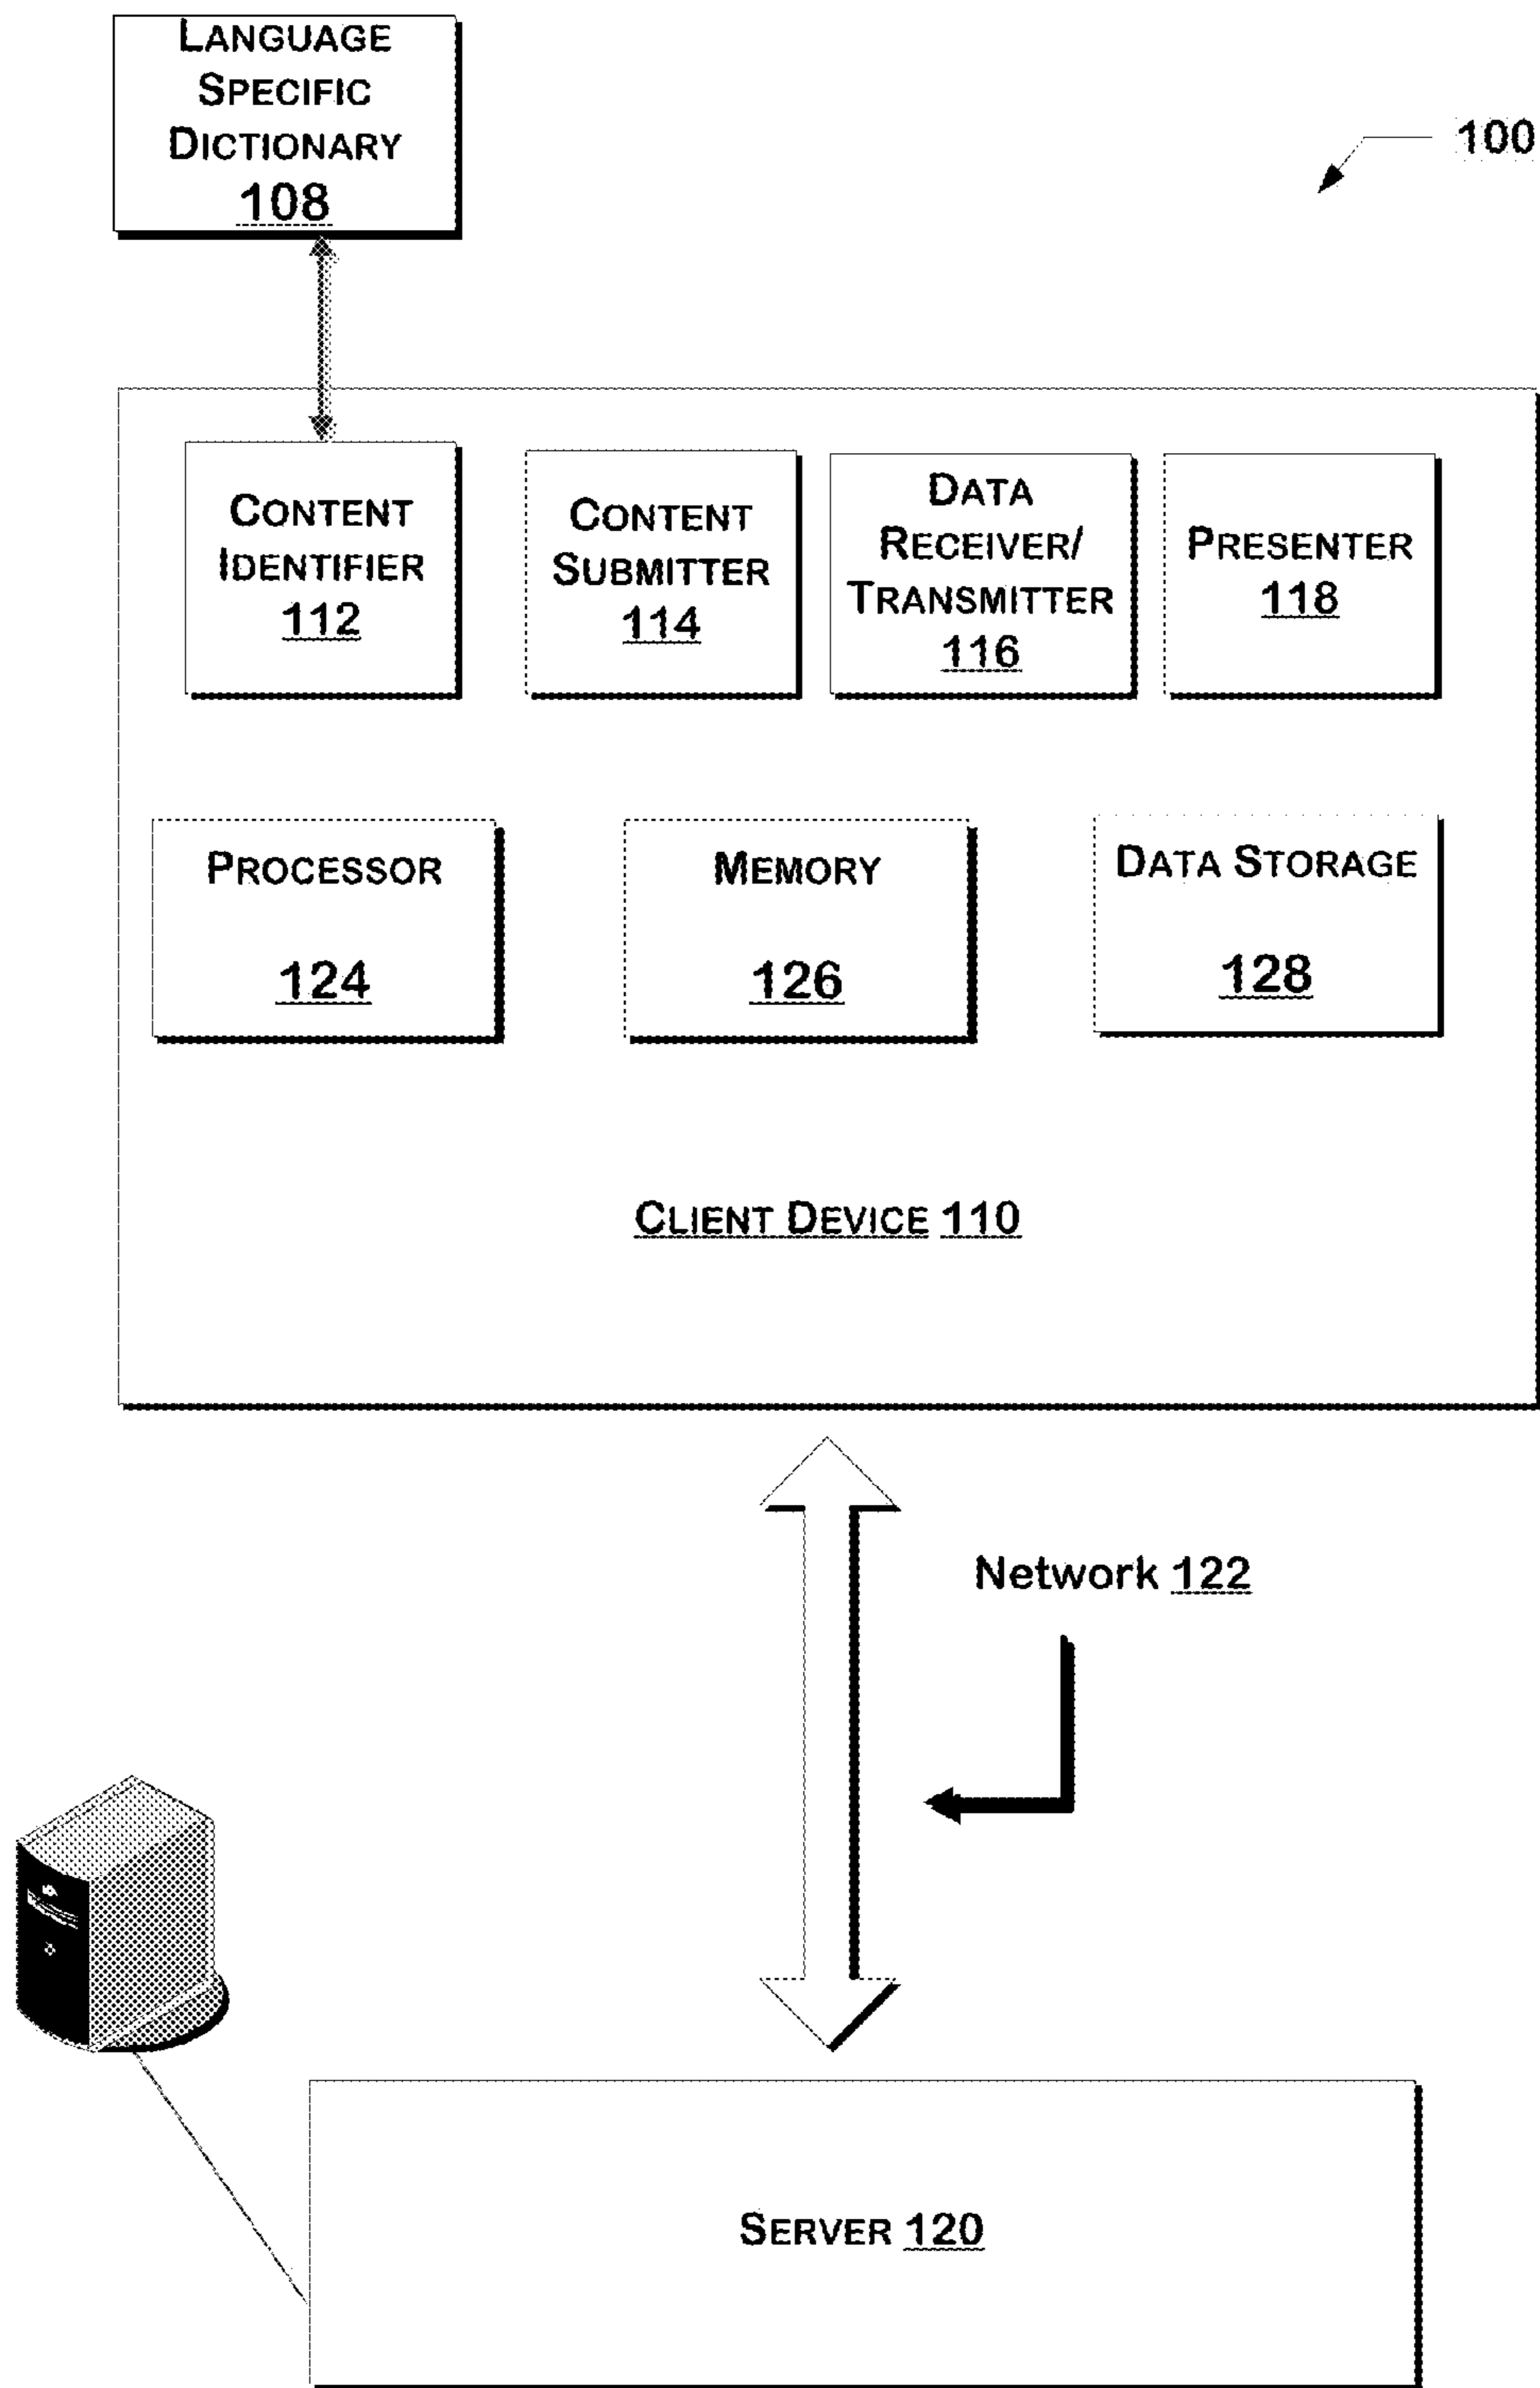 LANGUAGE
SPECIFIC
DICTIONARY
108
100
CONTENT
IDENTIFIER
112
CONTENT
SUBMITTER
114
DATA
RECEIVER/
TRANSMITTER
116
PRESENTER
118
PROCESSOR
124
MEMORY
126
DATA STORAGE
128
CLIENT DEVICE 110
Network 122
SERVER 120